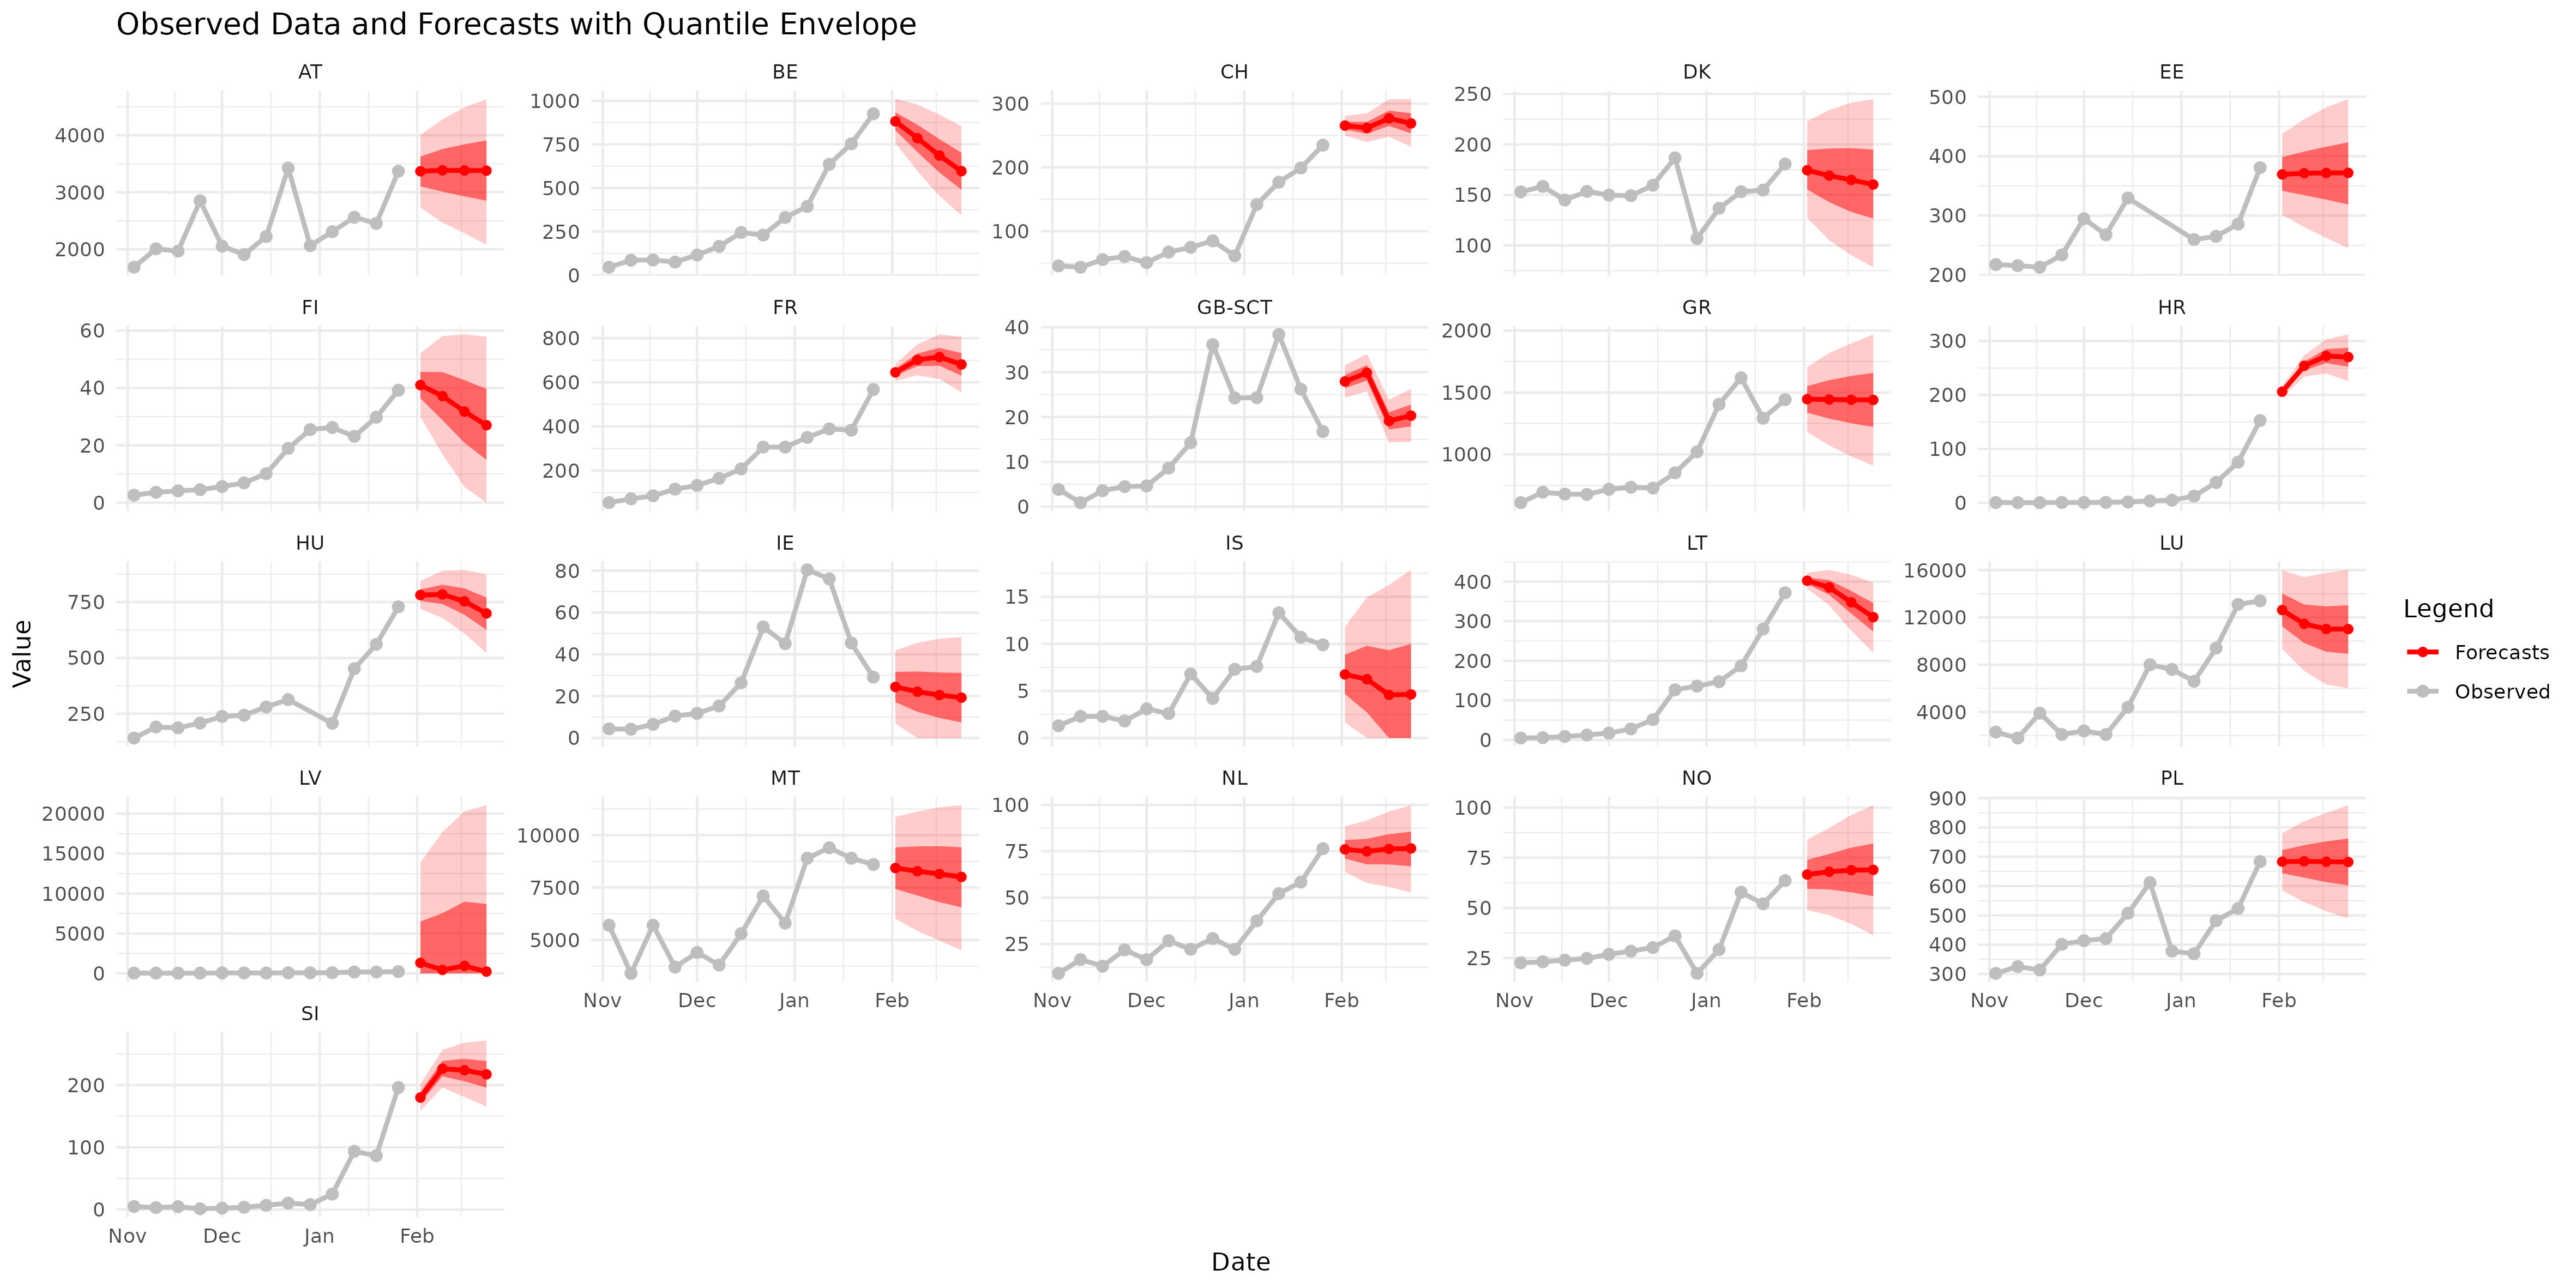 Observed Data and Forecasts with Quantile Envelope
AT BE CH DK EE
4000 3000 2000
1000 750 500 250 0
300 200 100
250 200 150 100
500 400 300 200
FI FR GB-SCT GR HR
60 40 20 0
800 600 400 200
40 30 20 10 0
2000 1500 1000
300 200 100 0
HU IE IS LT LU
750 500 250
80 60 40 20 0
15 10 5 0
400 300 200 100 0
16000 12000 8000 4000
LV MT NL NO PL
20000 15000 10000 5000 0
10000 7500 5000
100 75 50 25
100 75 50 25
900 800 700 600 500 400 300
Nov Dec Jan Feb
Nov Dec Jan Feb
Nov Dec Jan Feb
Nov Dec Jan Feb
SI
200 100 0
Nov Dec Jan Feb
Value
Date
Legend
Forecasts
Observed